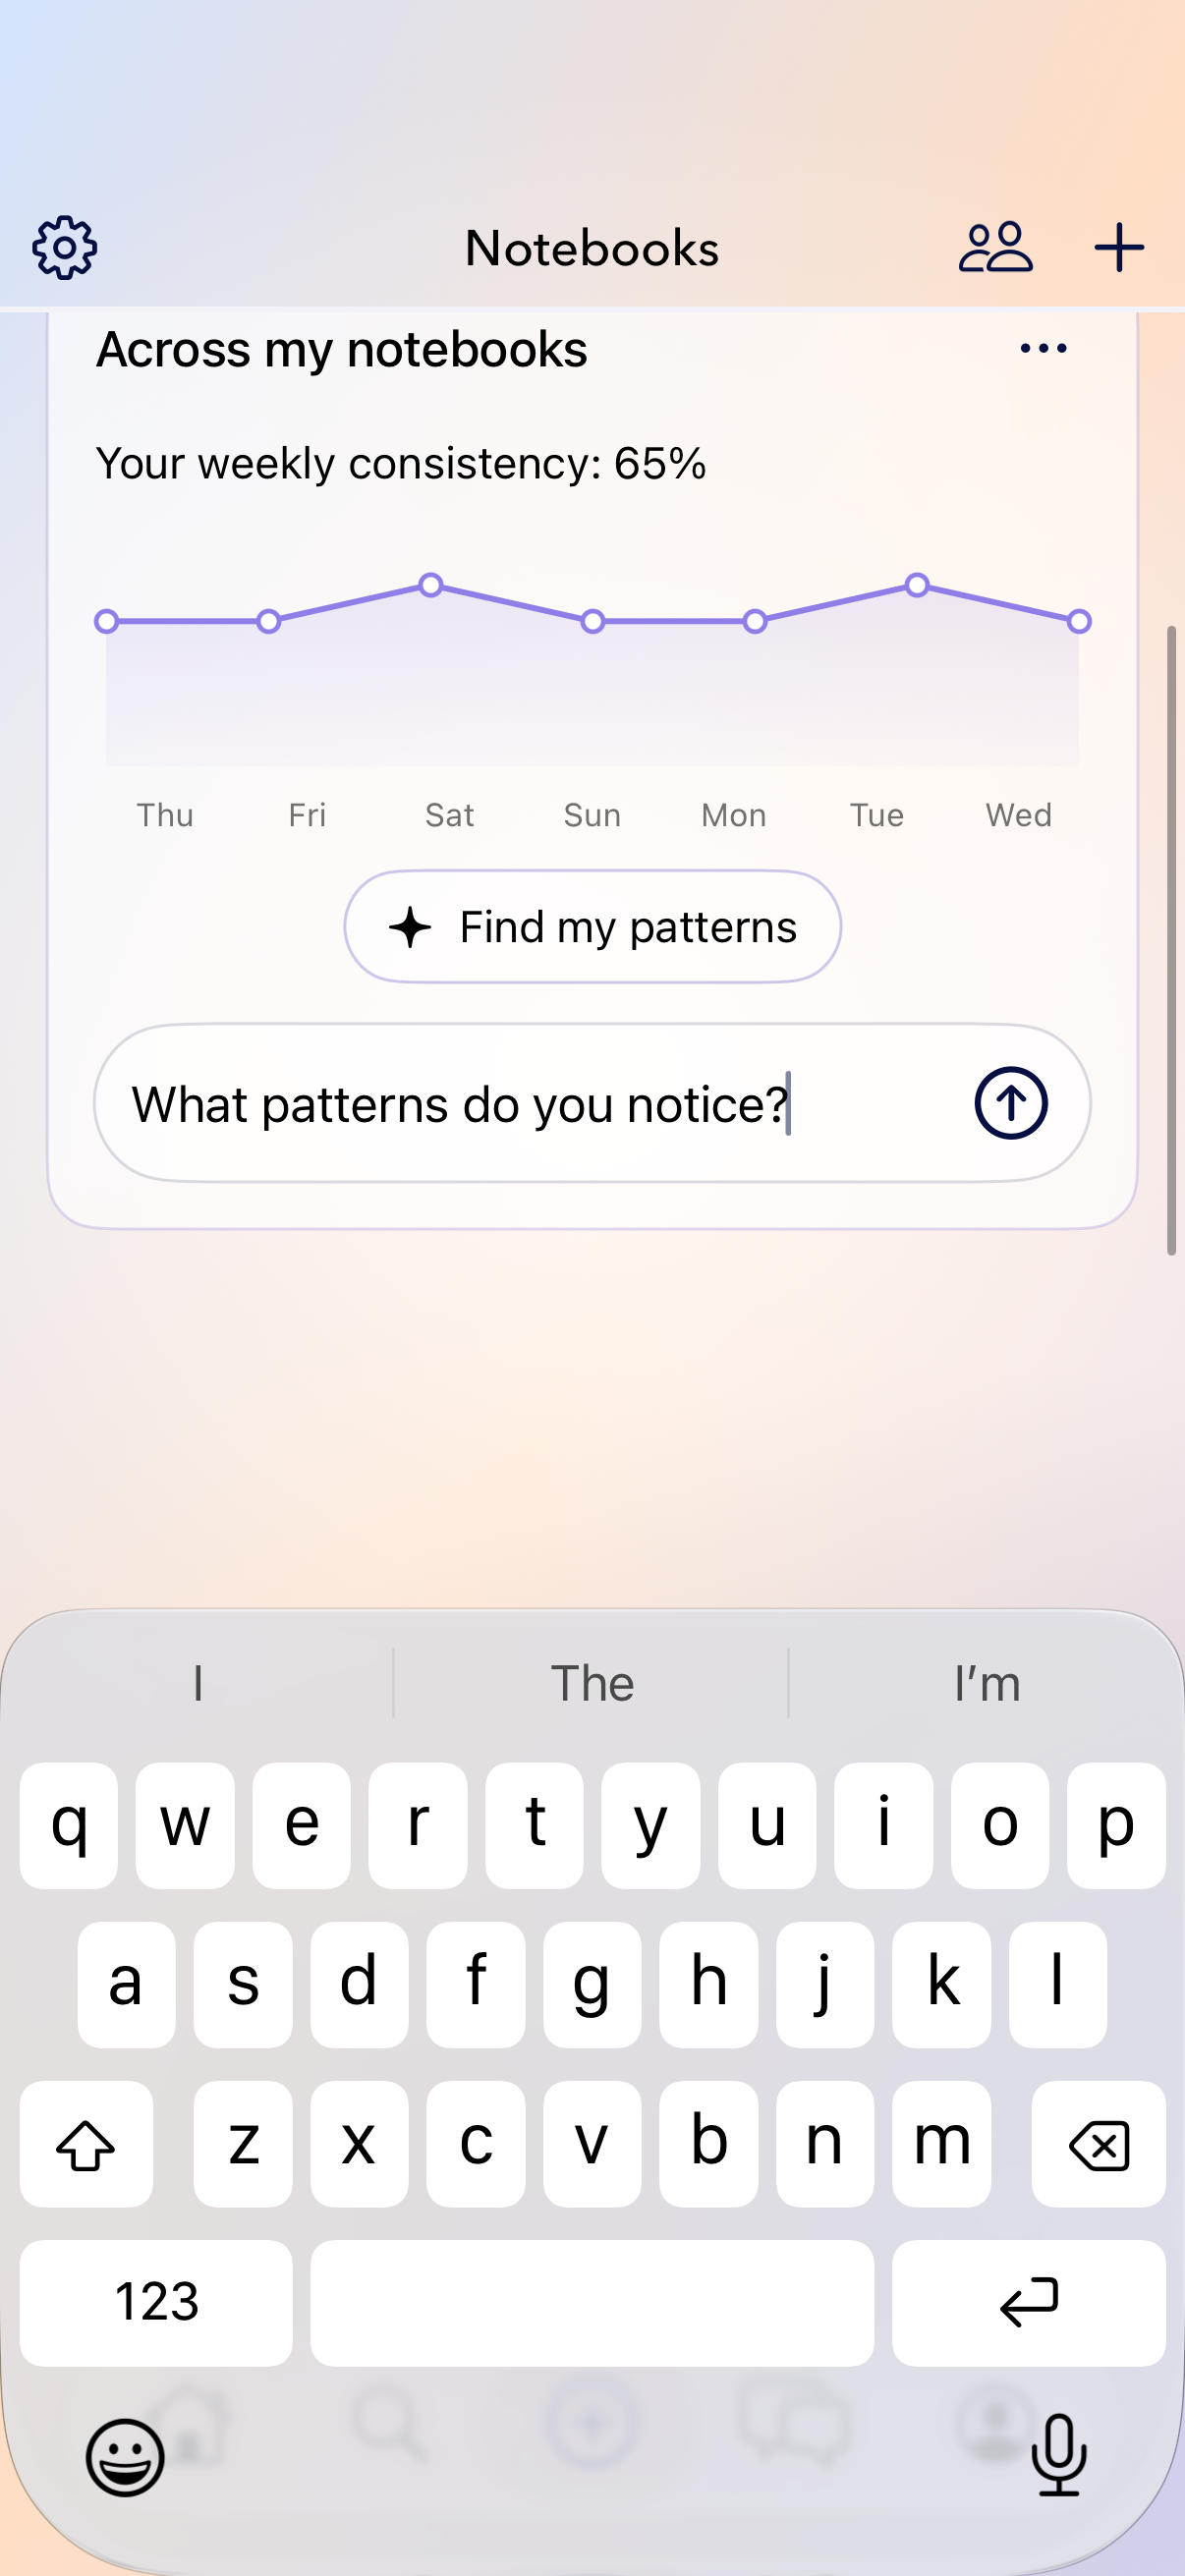 Notebooks
Across my notebooks
Your weekly consistency: 65%
Thu Fri Sat Sun Mon Tue Wed
Find my patterns
What patterns do you notice?
I The I’m
q w e r t y u i o p
a s d f g h j k l
z x c v b n m
123